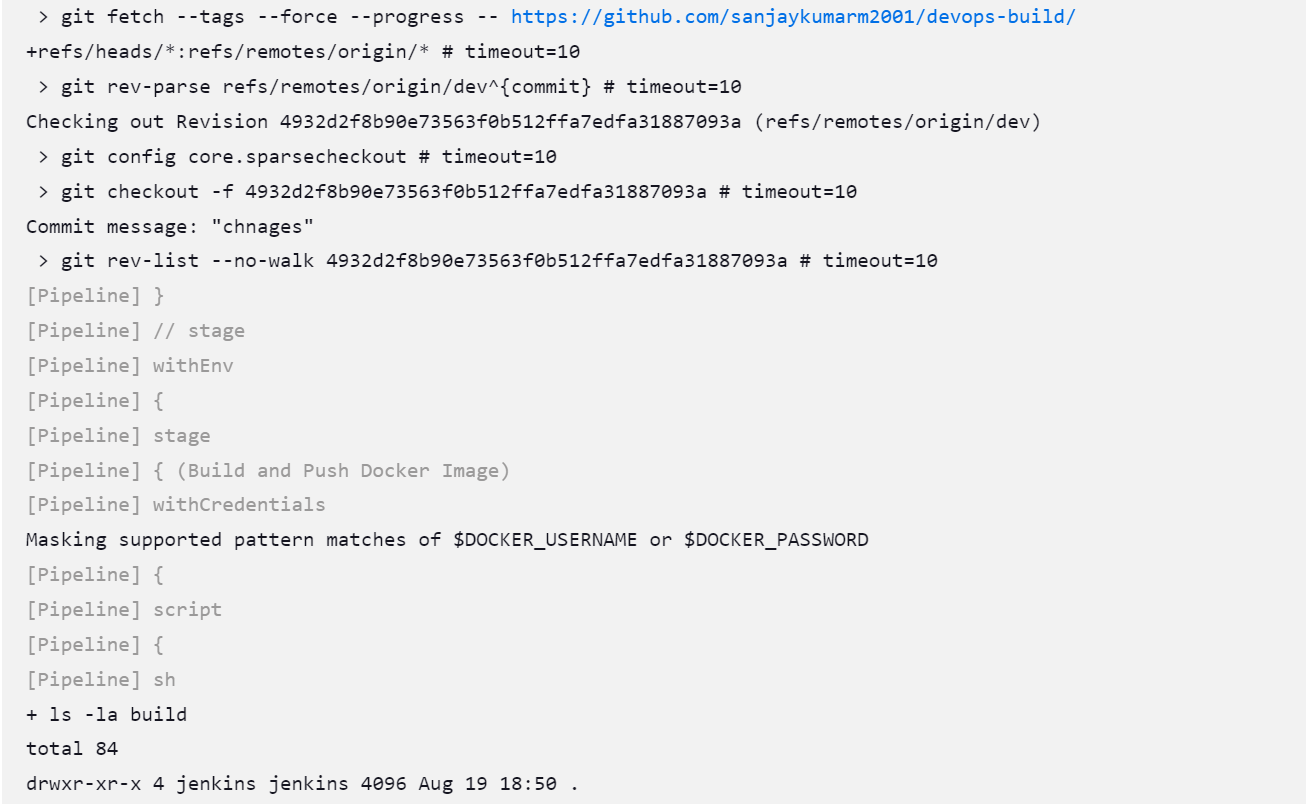 > git fetch --tags --force --progress -- https://github.com/sanjaykumarm2001/devops-build/
+refs/heads/*:refs/remotes/origin/* # timeout=10
> git rev-parse refs/remotes/origin/dev^{commit} # timeout=10
Checking out Revision 4932d2f8b90e73563f0b512ffa7edfa31887093a (refs/remotes/origin/dev)
> git config core.sparsecheckout # timeout=10
> git checkout -f 4932d2f8b90e73563f0b512ffa7edfa31887093a # timeout=10
Commit message: "chnages"
> git rev-list --no-walk 4932d2f8b90e73563f0b512ffa7edfa31887093a # timeout=10
[Pipeline] }
[Pipeline] // stage
[Pipeline] withEnv
[Pipeline] {
[Pipeline] stage
[Pipeline] { (Build and Push Docker Image)
[Pipeline] withCredentials
Masking supported pattern matches of $DOCKER_USERNAME or $DOCKER_PASSWORD
[Pipeline] {
[Pipeline] script
[Pipeline] {
[Pipeline] sh
+ ls -la build
total 84
drwxr-xr-x 4 jenkins jenkins 4096 Aug 19 18:50 .